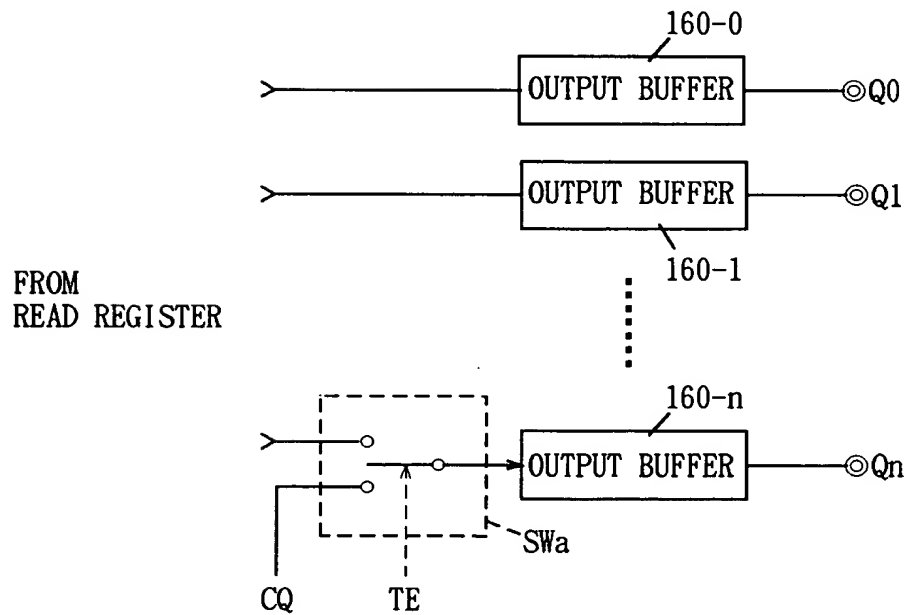 160-0
OUTPUT BUFFER
Q0
OUTPUT BUFFER
Q1
160-1
FROM
READ REGISTER
160-n
OUTPUT BUFFER
Qn
SWa
CQ
TE